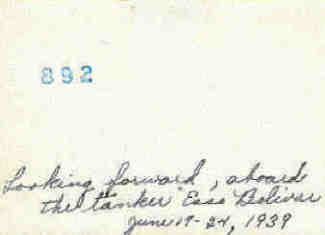 892
Looking forward, aboard
the tanker "Esso Bolivar
June 19-24, 1939